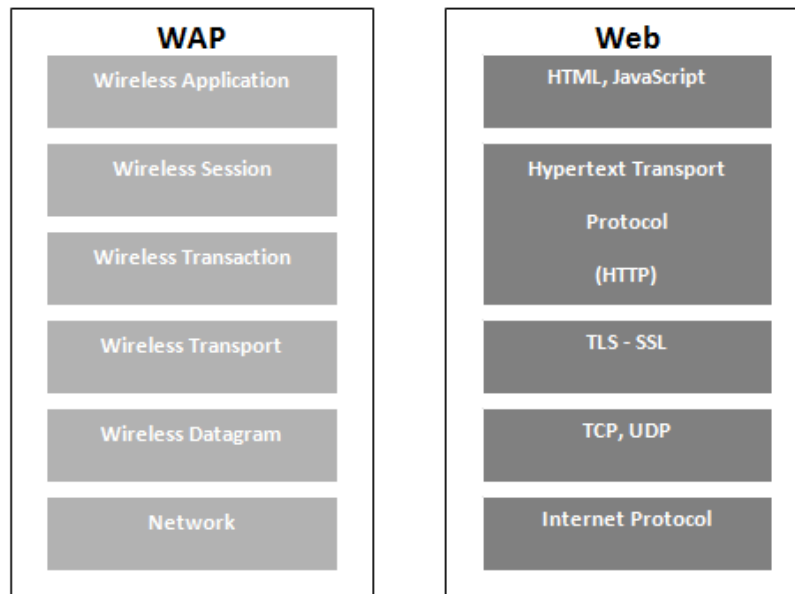 WAP
Wireless Application
Wireless Session
Wireless Transaction
Wireless Transport
Wireless Datagram
Network
Web
HTML, JavaScript
Hypertext Transport
Protocol
(HTTP)
TLS - SSL
TCP, UDP
Internet Protocol